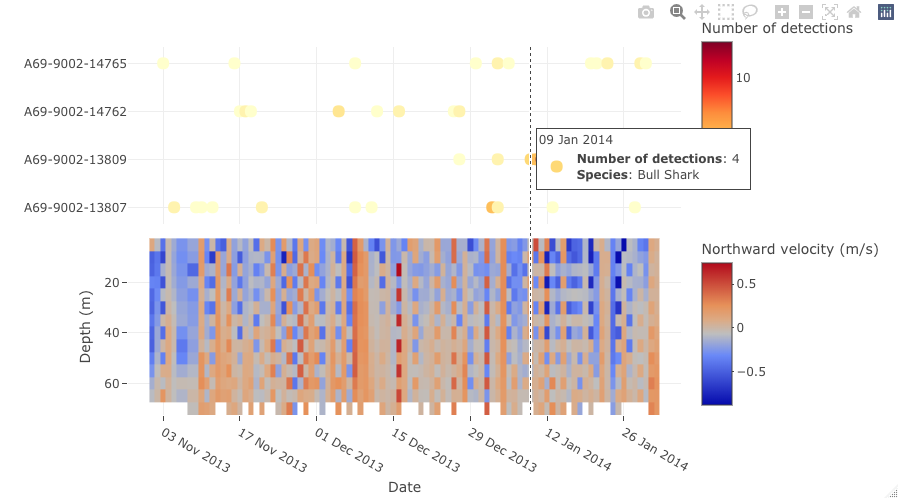 Number of detections
A69-9002-14765
A69-9002-14762
A69-9002-13809
A69-9002-13807
10
09 Jan 2014
Number of detections: 4
Species: Bull Shark
Northward velocity (m/s)
0.5
0
−0.5
Depth (m)
20
40
60
03 Nov 2013
17 Nov 2013
01 Dec 2013
15 Dec 2013
29 Dec 2013
12 Jan 2014
26 Jan 2014
Date